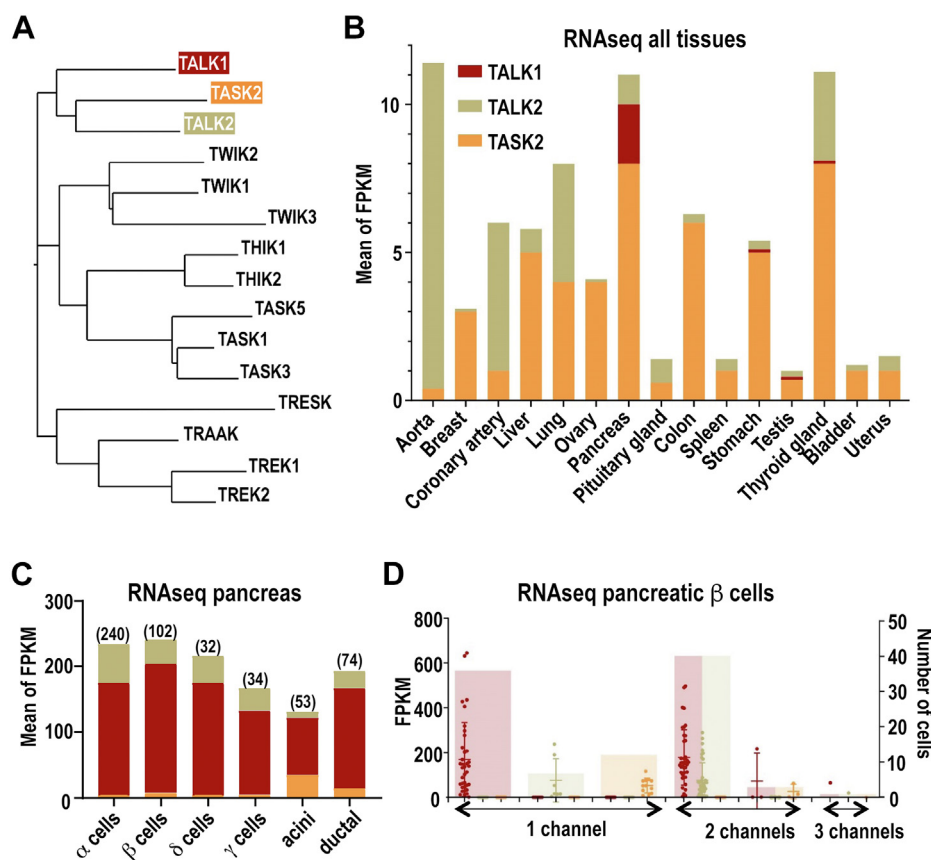 A
TALK1
TASK2
TALK2
TWIK2
TWIK1
TWIK3
THIK1
THIK2
TASK5
TASK1
TASK3
TRESK
TRAAK
TREK1
TREK2
B
RNAseq all tissues
TALK1
TALK2
TASK2
Mean of FPKM
10
5
0
Aorta
Breast
Coronary artery
Liver
Lung
Ovary
Pancreas
Pituitary gland
Colon
Spleen
Stomach
Testis
Thyroid gland
Bladder
Uterus
C
RNAseq pancreas
Mean of FPKM
300
200
100
0
(240)
(102)
(32)
(34)
(53)
(74)
α cells
β cells
δ cells
γ cells
acini
ductal
D
RNAseq pancreatic β cells
FPKM
800
600
400
200
0
50
40
30
20
10
0
Number of cells
1 channel
2 channels
3 channels